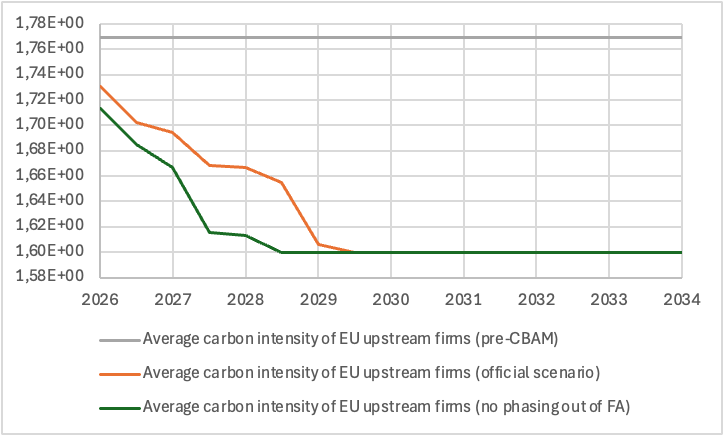 1,78E+00
1,76E+00
1,74E+00
1,72E+00
1,70E+00
1,68E+00
1,66E+00
1,64E+00
1,62E+00
1,60E+00
1,58E+00
2026 2027 2028 2029 2030 2031 2032 2033 2034
Average carbon intensity of EU upstream firms (pre-CBAM)
Average carbon intensity of EU upstream firms (official scenario)
Average carbon intensity of EU upstream firms (no phasing out of FA)